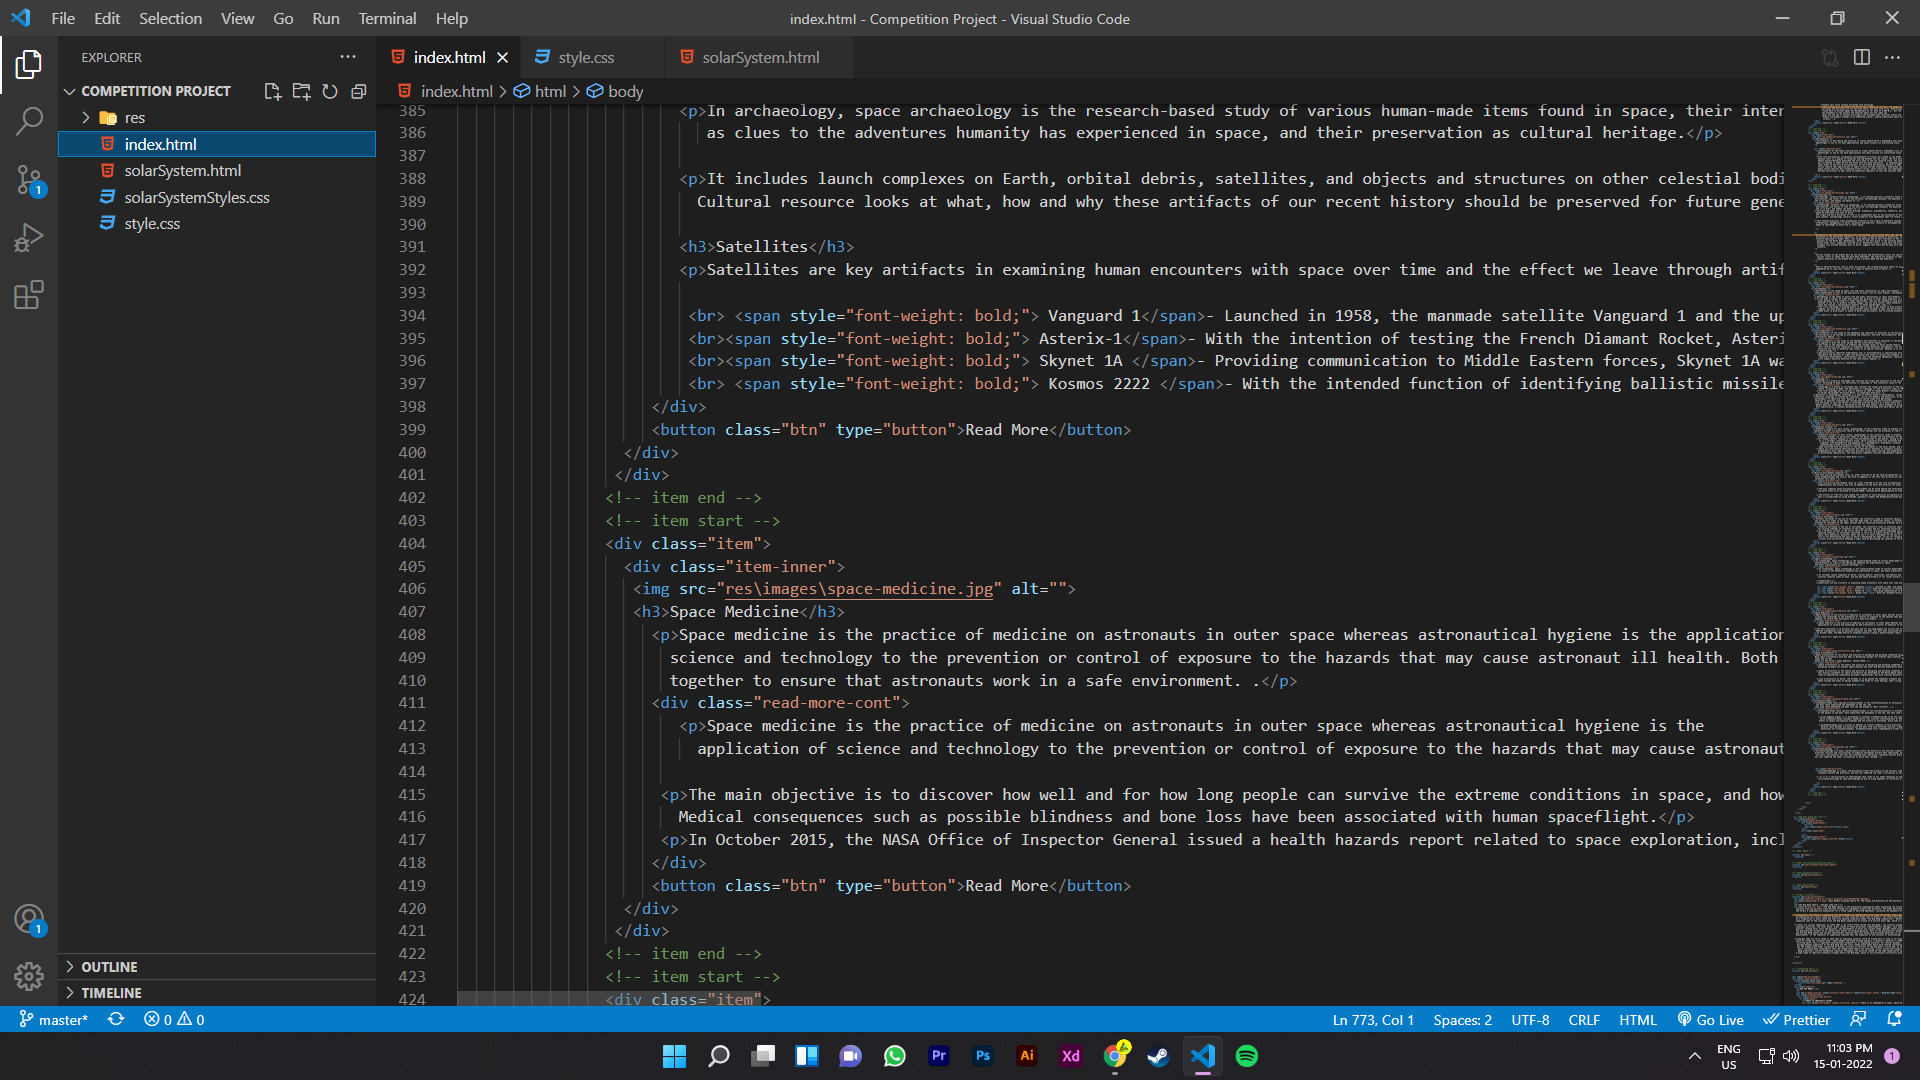 File Edit Selection View Go Run Terminal Help
index.html - Competition Project - Visual Studio Code
EXPLORER
COMPETITION PROJECT
res
index.html
solarSystem.html
solarSystemStyles.css
style.css
OUTLINE
TIMELINE
1
1
index.html style.css solarSystem.html
index.html > html > body
385 <p>In archaeology, space archaeology is the research-based study of various human-made items found in space, their inter
386 as clues to the adventures humanity has experienced in space, and their preservation as cultural heritage.</p>
387
388 <p>It includes launch complexes on Earth, orbital debris, satellites, and objects and structures on other celestial bodi
389 Cultural resource looks at what, how and why these artifacts of our recent history should be preserved for future gene
390
391 <h3>Satellites</h3>
392 <p>Satellites are key artifacts in examining human encounters with space over time and the effect we leave through artif
393
394 <br> <span style="font-weight: bold;"> Vanguard 1</span>- Launched in 1958, the manmade satellite Vanguard 1 and the up
395 <br><span style="font-weight: bold;"> Asterix-1</span>- With the intention of testing the French Diamant Rocket, Asteri
396 <br><span style="font-weight: bold;"> Skynet 1A </span>- Providing communication to Middle Eastern forces, Skynet 1A wa
397 <br> <span style="font-weight: bold;"> Kosmos 2222 </span>- With the intended function of identifying ballistic missile
398 </div>
399 <button class="btn" type="button">Read More</button>
400 </div>
401 </div>
402 <!-- item end -->
403 <!-- item start -->
404 <div class="item">
405 <div class="item-inner">
406 <img src="res\images\space-medicine.jpg" alt="">
407 <h3>Space Medicine</h3>
408 <p>Space medicine is the practice of medicine on astronauts in outer space whereas astronautical hygiene is the application
409 science and technology to the prevention or control of exposure to the hazards that may cause astronaut ill health. Both
410 together to ensure that astronauts work in a safe environment. .</p>
411 <div class="read-more-cont">
412 <p>Space medicine is the practice of medicine on astronauts in outer space whereas astronautical hygiene is the
413 application of science and technology to the prevention or control of exposure to the hazards that may cause astronaut
414
415 <p>The main objective is to discover how well and for how long people can survive the extreme conditions in space, and how
416 Medical consequences such as possible blindness and bone loss have been associated with human spaceflight.</p>
417 <p>In October 2015, the NASA Office of Inspector General issued a health hazards report related to space exploration, incl
418 </div>
419 <button class="btn" type="button">Read More</button>
420 </div>
421 </div>
422 <!-- item end -->
423 <!-- item start -->
424 <div class="item">
master* 0 0 Ln 773, Col 1 Spaces: 2 UTF-8 CRLF HTML Go Live Prettier
Pr Ps Ai Xd
ENG
US
11:03 PM
15-01-2022
1